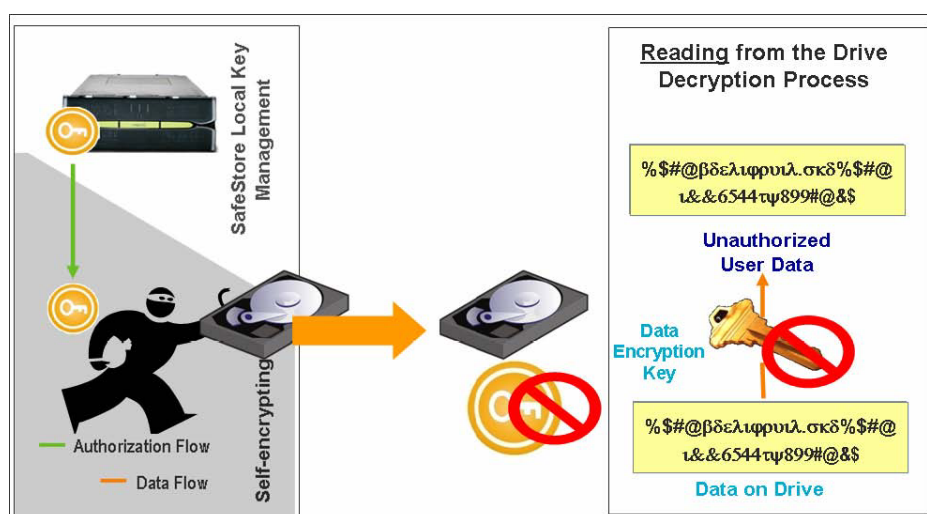 SafeStore Local Key
Management
Self-encrypting
Authorization Flow
Data Flow
Reading from the Drive
Decryption Process
%$#@βδελιφρυιλ.σκδ%$#@
ι&&6544τψ899#@&$
Unauthorized
User Data
Data
Encryption
Key
%$#@βδελιφρυιλ.σκδ%$#@
ι&&6544τψ899#@&$
Data on Drive